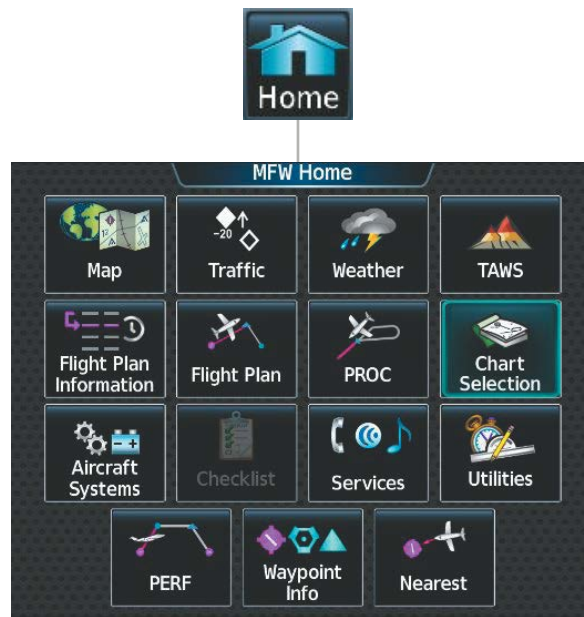 Home
MFW Home
-20
Map
Traffic
Weather
TAWS
Flight Plan
Information
Flight Plan
PROC
Chart
Selection
Aircraft
Systems
Checklist
Services
Utilities
PERF
Waypoint
Info
Nearest